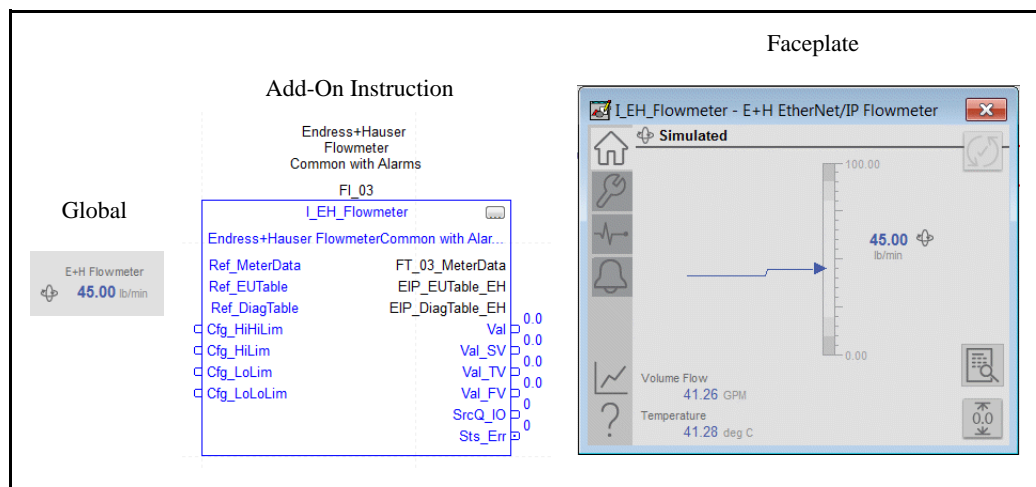 Faceplate
Add-On Instruction
Global
Endress+Hauser
Flowmeter
Common with Alarms
FI_03
I_EH_Flowmeter
Endress+Hauser FlowmeterCommon with Alar...
Ref_MeterData FT_03_MeterData
Ref_EUTable EIP_EUTable_EH
Ref_DiagTable EIP_DiagTable_EH
0.0
Cfg_HiHiLim Val
0.0
Cfg_HiLim Val_SV
0.0
Cfg_LoLim Val_TV
0.0
Cfg_LoLoLim Val_FV
0
SrcQ_IO
0
Sts_Err
E+H Flowmeter
45.00 lb/min
I_EH_Flowmeter - E+H EtherNet/IP Flowmeter
Simulated
100.00
45.00
lb/min
0.00
Volume Flow
41.26 GPM
Temperature
41.28 deg C
?
0.0